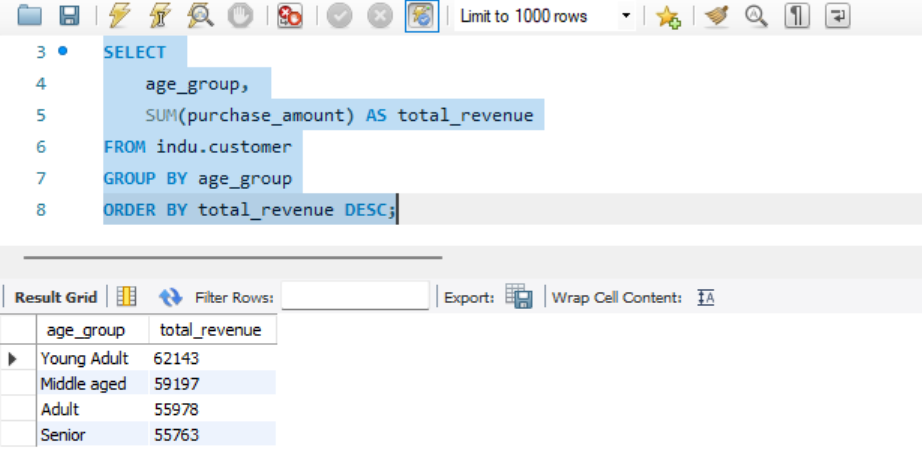 Limit to 1000 rows
3 SELECT
4 age_group,
5 SUM(purchase_amount) AS total_revenue
6 FROM indu.customer
7 GROUP BY age_group
8 ORDER BY total_revenue DESC;
Result Grid Filter Rows: Export: Wrap Cell Content:
age_group total_revenue
Young Adult 62143
Middle aged 59197
Adult 55978
Senior 55763